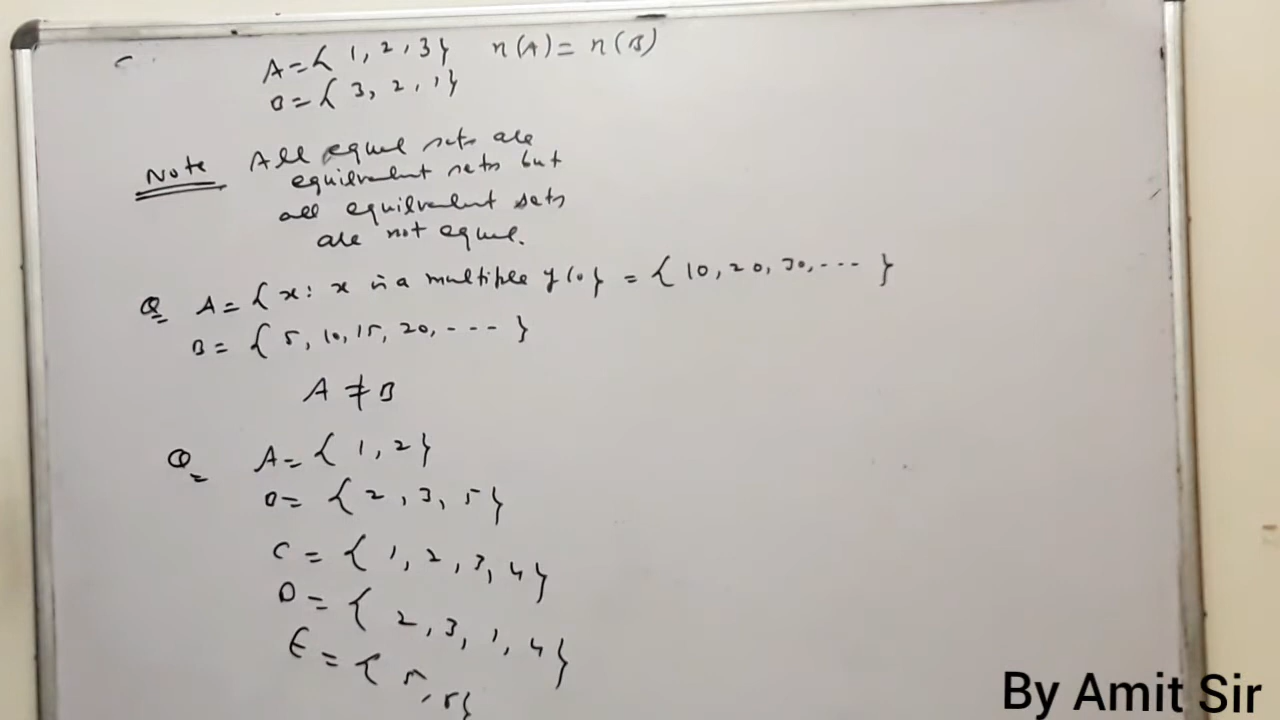 A = { 1, 2, 3} n(A) = n(B)
B = { 3, 2, 1}
Note All equal sets are
equivalent sets but
all equivalent sets
are not equal.
Q A = { x : x is a multiple of 10} = { 10, 20, 30, --- }
B = { 5, 10, 15, 20, --- }
A ≠ B
Q A = { 1, 2}
B = { 2, 3, 5}
C = { 1, 2, 3, 4}
D = { 2, 3, 1, 4}
E = { 5, 5}
By Amit Sir